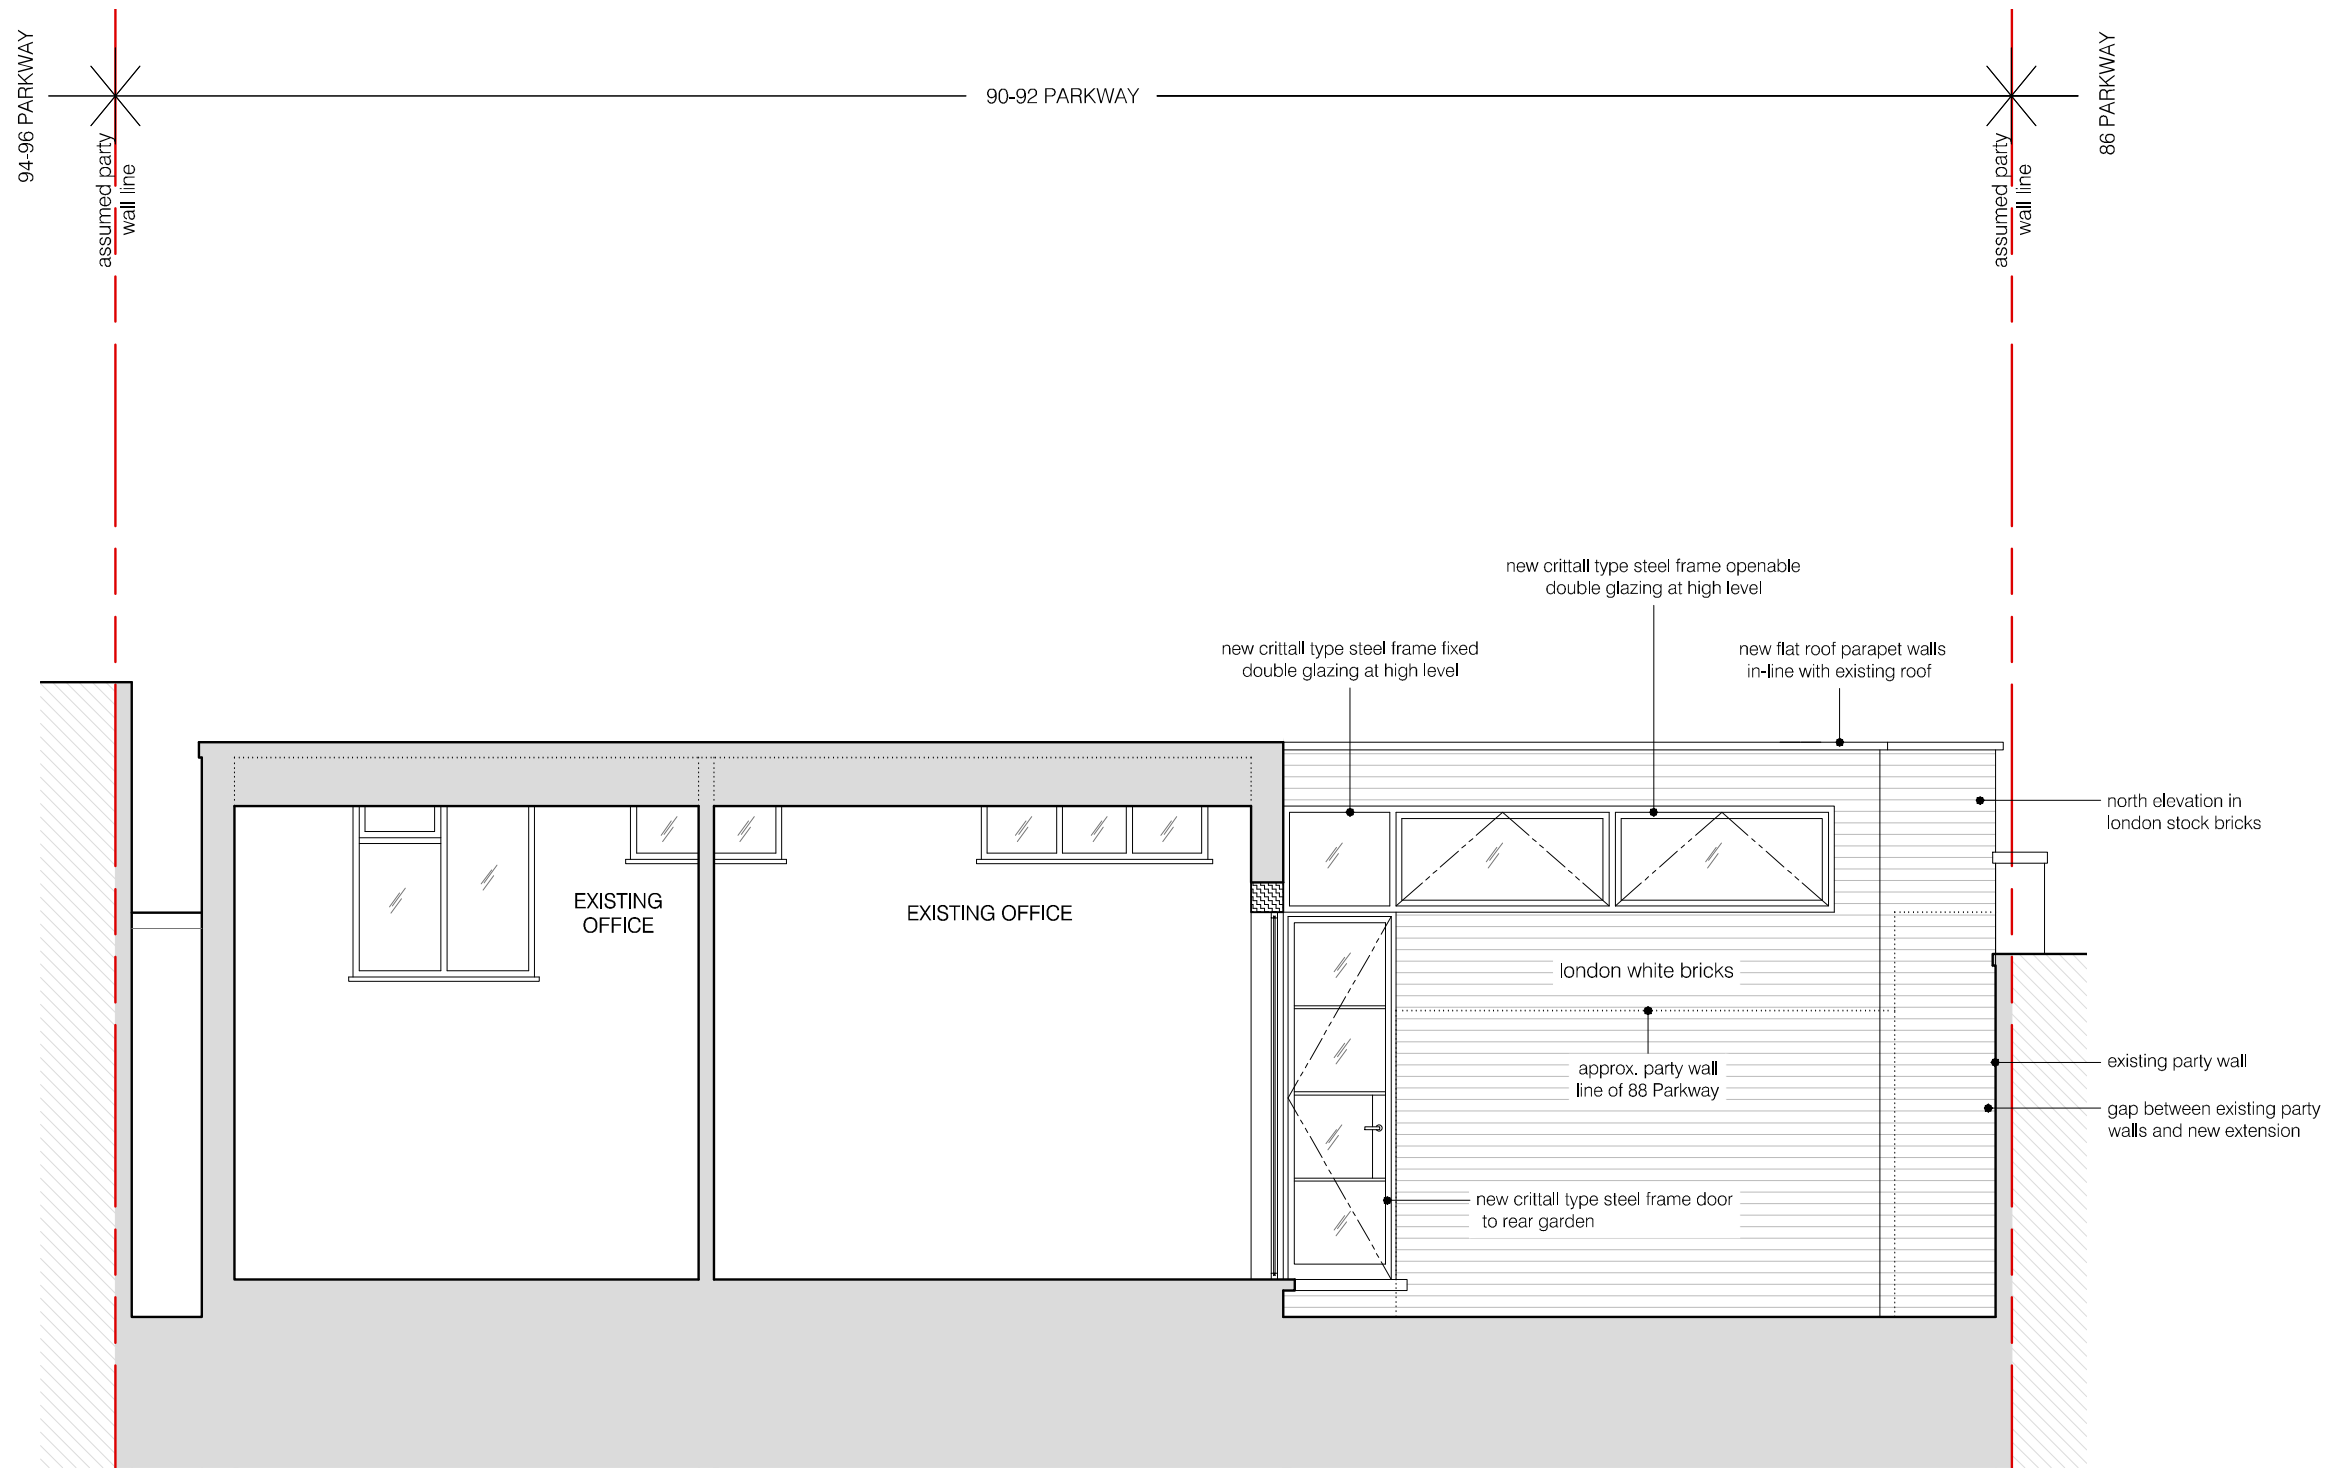 94-96 PARKWAY
90-92 PARKWAY
86 PARKWAY
assumed party
wall line
assumed party
wall line
new crittall type steel frame openable
double glazing at high level
new crittall type steel frame fixed
double glazing at high level
new flat roof parapet walls
in-line with existing roof
north elevation in
london stock bricks
EXISTING
OFFICE
EXISTING OFFICE
london white bricks
approx. party wall
line of 88 Parkway
existing party wall
gap between existing party
walls and new extension
new crittall type steel frame door
to rear garden